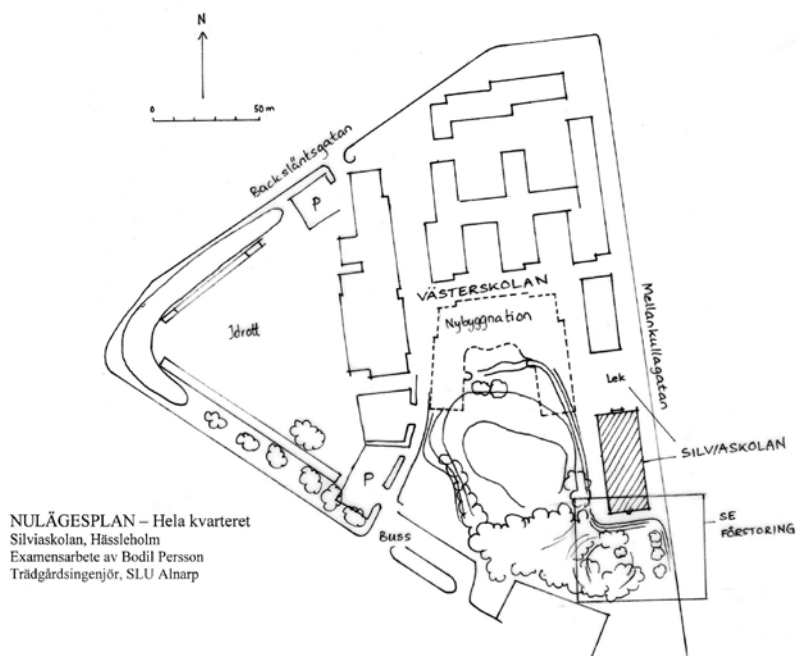 N
0 50 m
Backsläntsgatan
P
VÄSTERSKOLAN
Nybyggnation
Idrott
Mellankullagatan
Lek
SILVIASKOLAN
P
SE
FÖRSTORING
Buss
NULÄGESPLAN – Hela kvarteret
Silviaskolan, Hässleholm
Examensarbete av Bodil Persson
Trädgårdsingenjör, SLU Alnarp